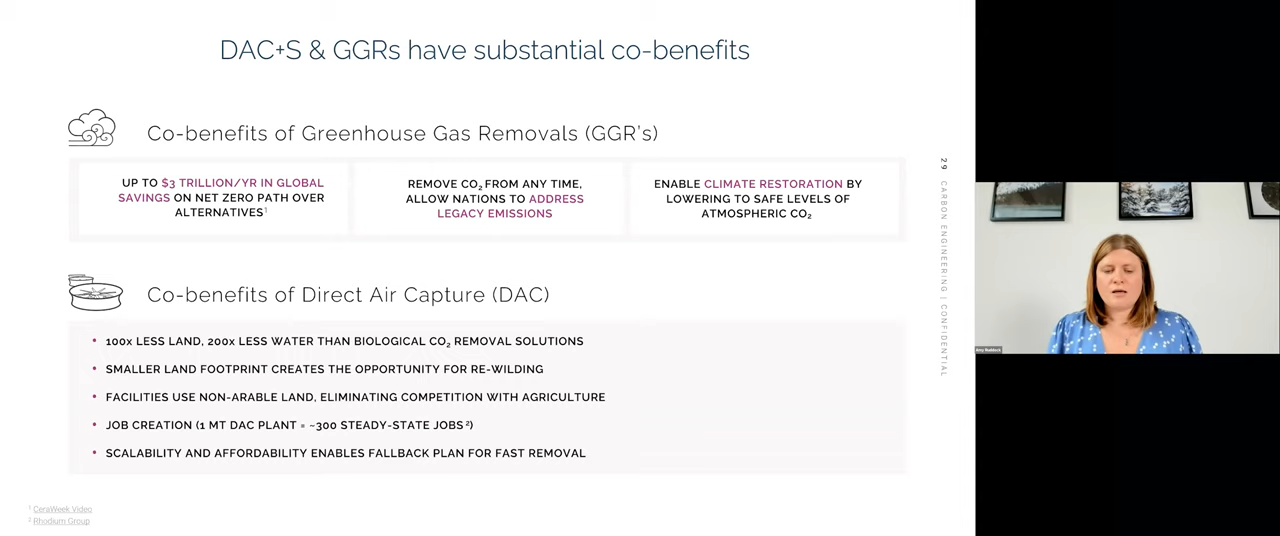 DAC+S & GGRs have substantial co-benefits
Co-benefits of Greenhouse Gas Removals (GGR's)
UP TO $3 TRILLION/YR IN GLOBAL
SAVINGS ON NET ZERO PATH OVER
ALTERNATIVES¹
REMOVE CO₂ FROM ANY TIME,
ALLOW NATIONS TO ADDRESS
LEGACY EMISSIONS
ENABLE CLIMATE RESTORATION BY
LOWERING TO SAFE LEVELS OF
ATMOSPHERIC CO₂
Co-benefits of Direct Air Capture (DAC)
• 100x LESS LAND, 200x LESS WATER THAN BIOLOGICAL CO₂ REMOVAL SOLUTIONS
• SMALLER LAND FOOTPRINT CREATES THE OPPORTUNITY FOR RE-WILDING
• FACILITIES USE NON-ARABLE LAND, ELIMINATING COMPETITION WITH AGRICULTURE
• JOB CREATION (1 MT DAC PLANT = ~300 STEADY-STATE JOBS²)
• SCALABILITY AND AFFORDABILITY ENABLES FALLBACK PLAN FOR FAST REMOVAL
¹ CeraWeek Video
² Rhodium Group
29 CARBON ENGINEERING | CONFIDENTIAL
Amy Ruddock